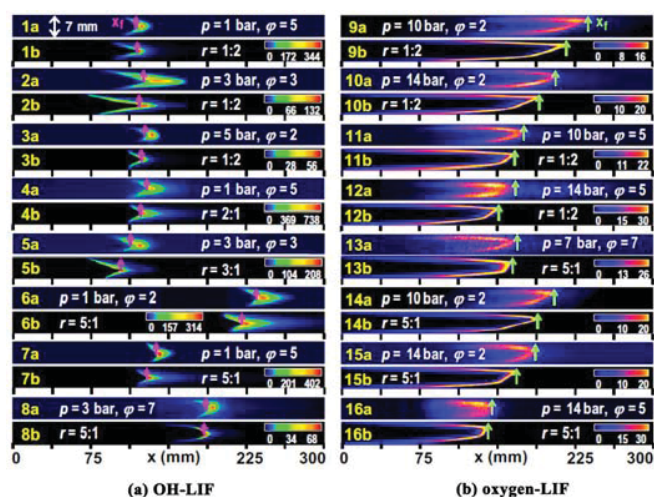 1a 7 mm xf p = 1 bar, φ = 2
1b r = 1:2 0 172 344
2a p = 3 bar, φ = 3
2b r = 1:2 0 66 132
3a p = 5 bar, φ = 2
3b r = 1:2 0 28 56
4a p = 1 bar, φ = 5
4b r = 2:1 0 369 738
5a p = 3 bar, φ = 3
5b r = 3:1 0 104 208
6a p = 1 bar, φ = 2
6b r = 5:1 0 157 314
7a p = 1 bar, φ = 5
7b r = 5:1 0 201 402
8a p = 3 bar, φ = 7
8b r = 5:1 0 34 68
0 75 x (mm) 225 300
(a) OH-LIF
9a p = 10 bar, φ = 2 xf
9b r = 1:2 0 8 16
10a p = 14 bar, φ = 2
10b r = 1:2 0 10 20
11a p = 10 bar, φ = 5
11b r = 1:2 0 11 22
12a p = 14 bar, φ = 5
12b r = 1:2 0 15 30
13a p = 7 bar, φ = 7
13b r = 5:1 0 13 26
14a p = 10 bar, φ = 2
14b r = 5:1 0 10 20
15a p = 14 bar, φ = 2
15b r = 5:1 0 10 20
16a p = 14 bar, φ = 5
16b r = 5:1 0 15 30
0 75 x (mm) 225 300
(b) oxygen-LIF